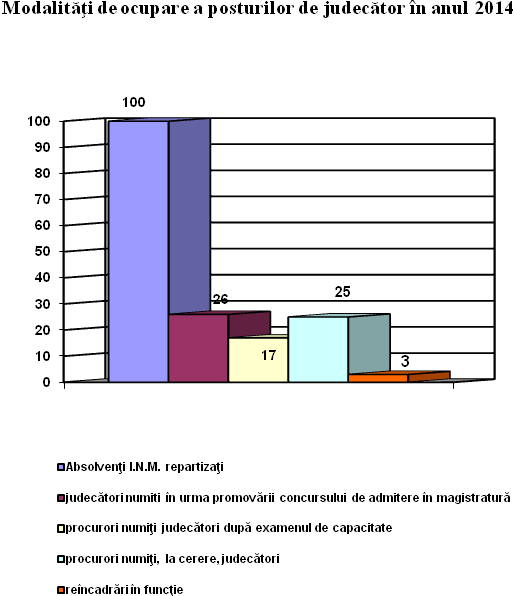 Modalităţi de ocupare a posturilor de judecător în anul 2014
100
100
90
80
70
60
50
40
30
20
10
0
26
17
25
3
Absolvenţi I.N.M. repartizaţi
judecători numiti în urma promovării concursului de admitere în magistratură
procurori numiţi judecători după examenul de capacitate
procurori numiţi, la cerere, judecători
reîncadrări în funcţie